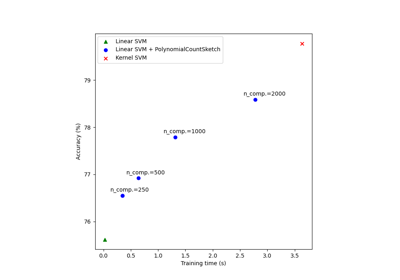 Linear SVM
Linear SVM + PolynomialCountSketch
Kernel SVM
79
n_comp.=2000
78
n_comp.=1000
77
n_comp.=500
n_comp.=250
76
Accuracy (%)
0.0 0.5 1.0 1.5 2.0 2.5 3.0 3.5
Training time (s)